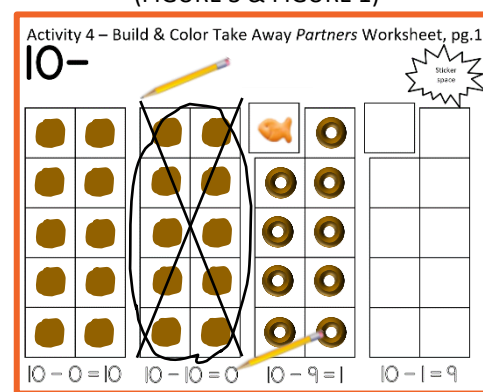 Activity 4 – Build & Color Take Away Partners Worksheet, pg.1
10-
Sticker
space
10 - 0 = 10
10 - 10 = 0
10 - 9 = 1
10 - 1 = 9